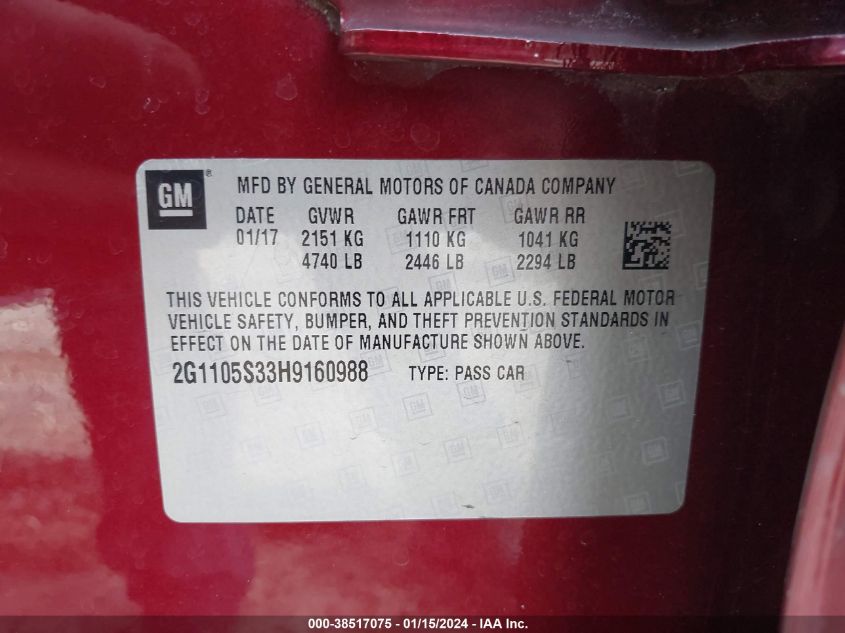 GM®
MFD BY GENERAL MOTORS OF CANADA COMPANY
DATE GVWR GAWR FRT GAWR RR
01/17 2151 KG 1110 KG 1041 KG
4740 LB 2446 LB 2294 LB
THIS VEHICLE CONFORMS TO ALL APPLICABLE U.S. FEDERAL MOTOR
VEHICLE SAFETY, BUMPER, AND THEFT PREVENTION STANDARDS IN
EFFECT ON THE DATE OF MANUFACTURE SHOWN ABOVE.
2G1105S33H9160988 TYPE: PASS CAR
000-38517075 - 01/15/2024 - IAA Inc.